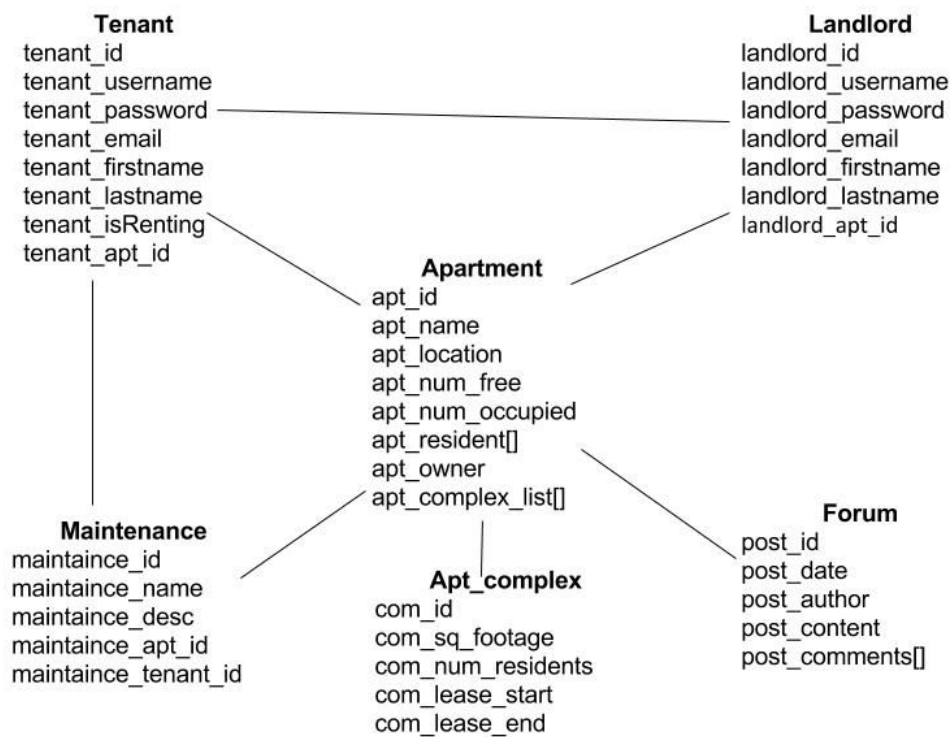 Tenant
tenant_id
tenant_username
tenant_password
tenant_email
tenant_firstname
tenant_lastname
tenant_isRenting
tenant_apt_id
Landlord
landlord_id
landlord_username
landlord_password
landlord_email
landlord_firstname
landlord_lastname
landlord_apt_id
Apartment
apt_id
apt_name
apt_location
apt_num_free
apt_num_occupied
apt_resident[]
apt_owner
apt_complex_list[]
Maintenance
maintaince_id
maintaince_name
maintaince_desc
maintaince_apt_id
maintaince_tenant_id
Apt_complex
com_id
com_sq_footage
com_num_residents
com_lease_start
com_lease_end
Forum
post_id
post_date
post_author
post_content
post_comments[]